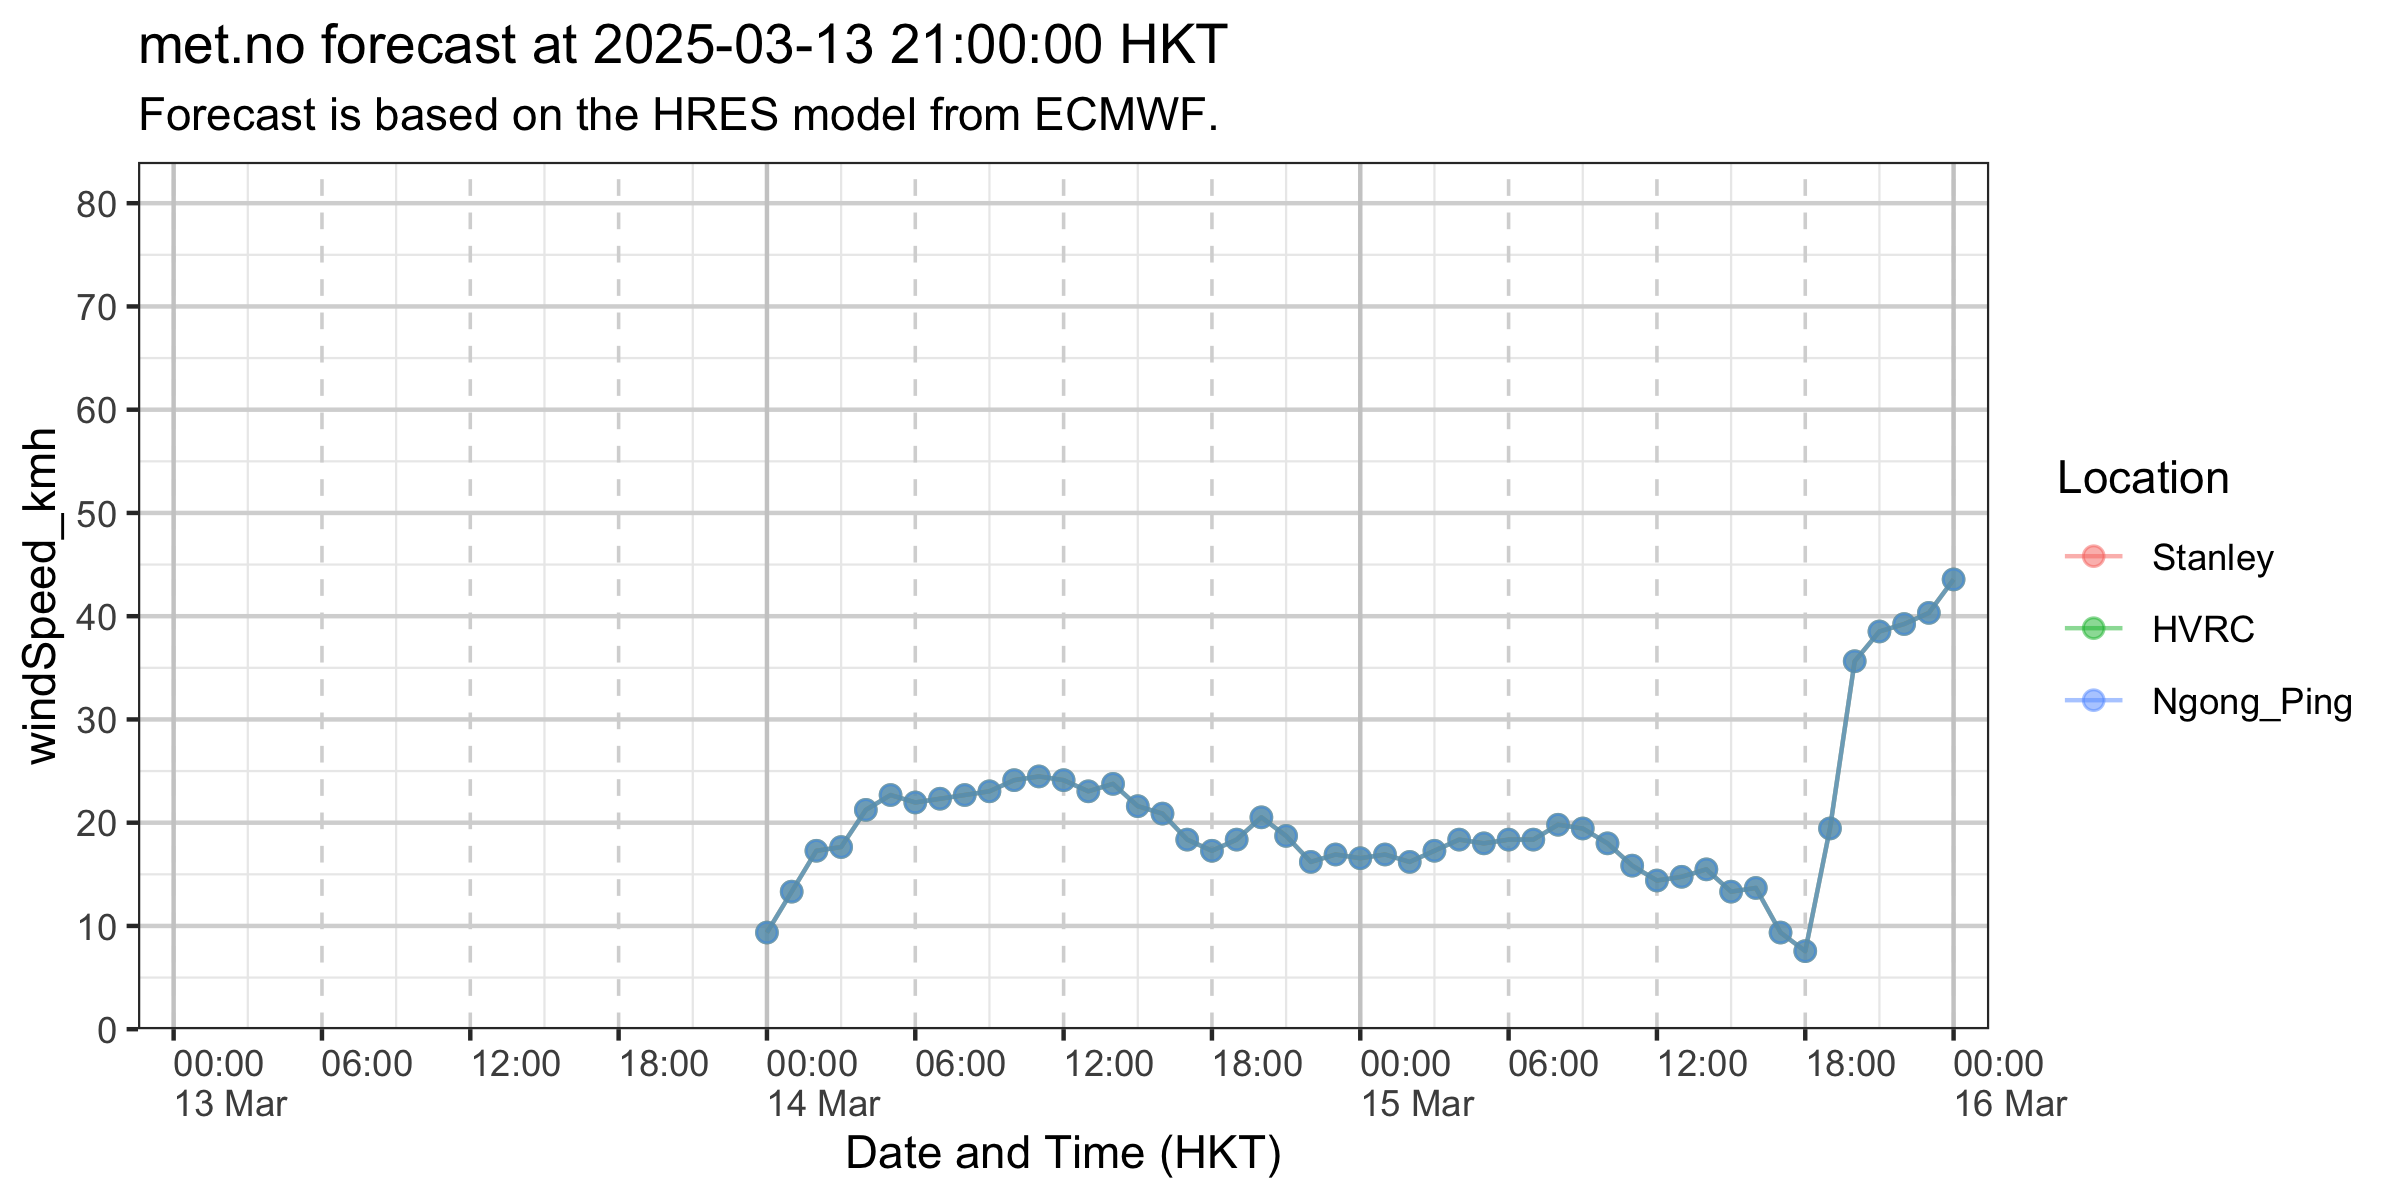 met.no forecast at 2025-03-13 21:00:00 HKT
Forecast is based on the HRES model from ECMWF.
windSpeed_kmh
80
70
60
50
40
30
20
10
0
00:00 06:00 12:00 18:00 00:00 06:00 12:00 18:00 00:00 06:00 12:00 18:00 00:00
13 Mar 14 Mar 15 Mar 16 Mar
Date and Time (HKT)
Location
Stanley
HVRC
Ngong_Ping